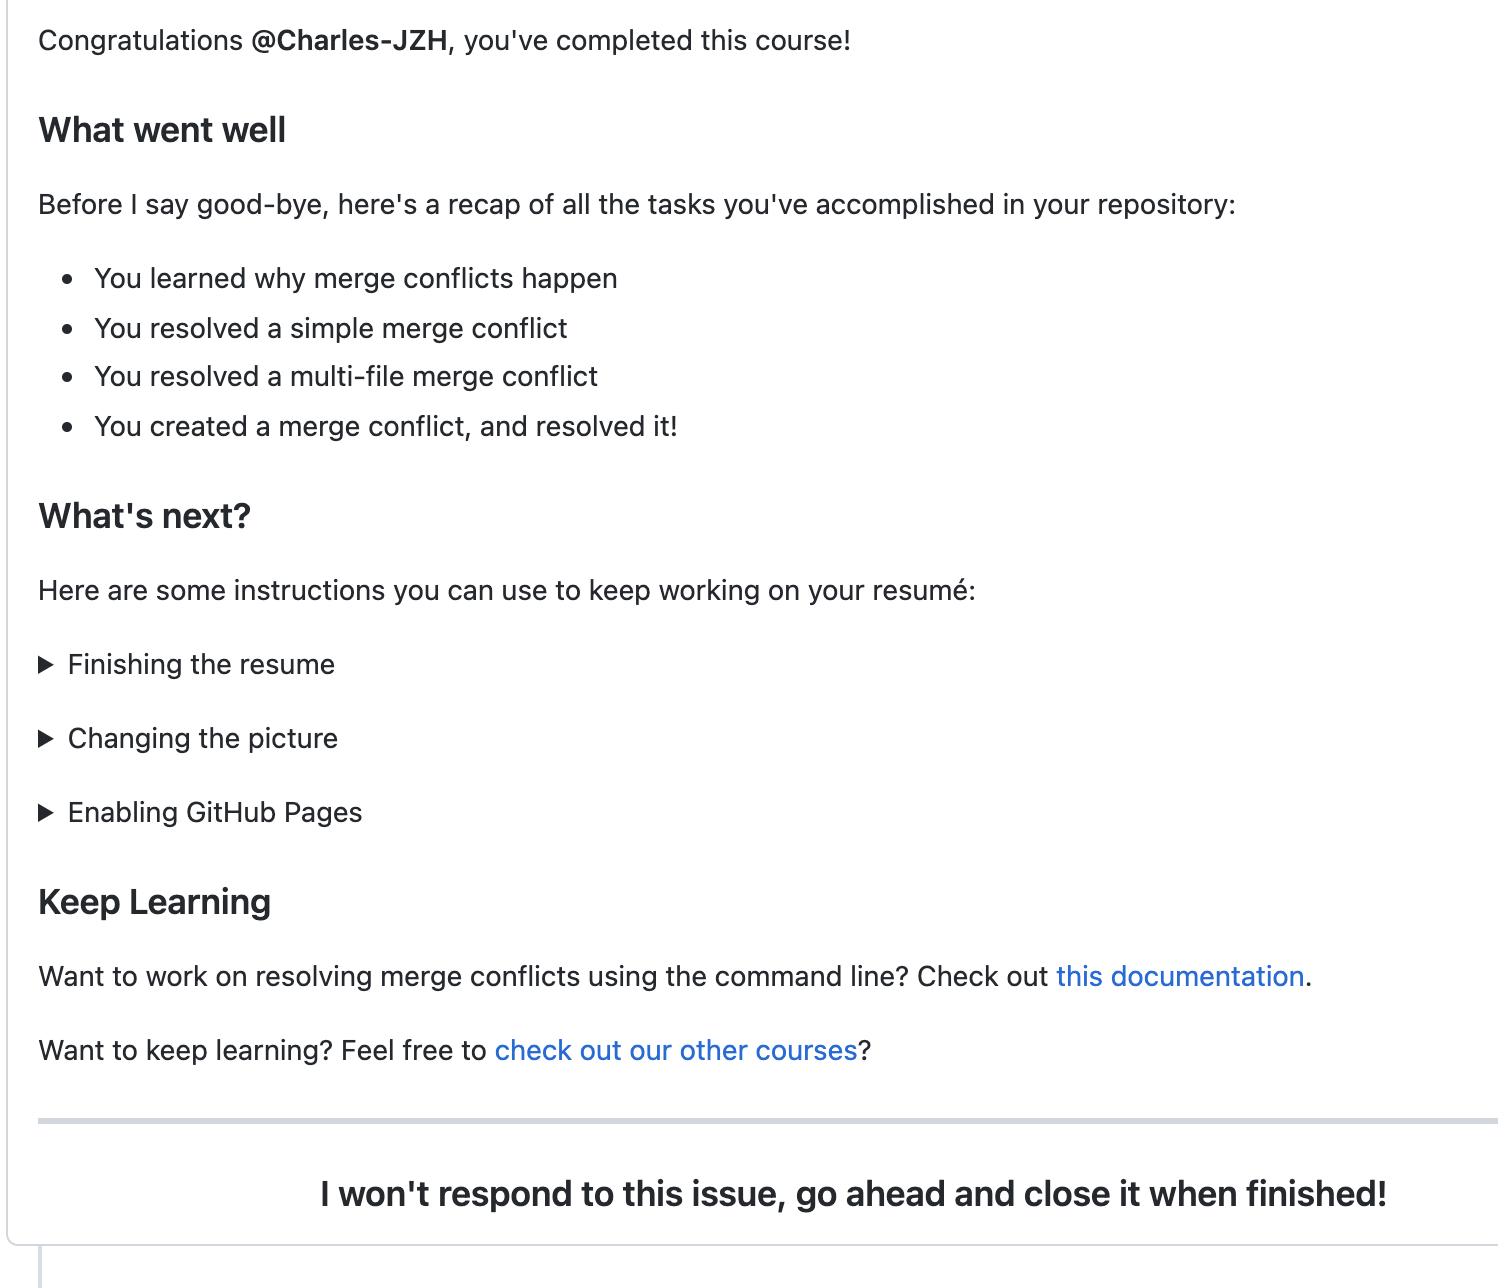 Congratulations @Charles-JZH, you've completed this course!
What went well
Before I say good-bye, here's a recap of all the tasks you've accomplished in your repository:
• You learned why merge conflicts happen
• You resolved a simple merge conflict
• You resolved a multi-file merge conflict
• You created a merge conflict, and resolved it!
What's next?
Here are some instructions you can use to keep working on your resumé:
▶ Finishing the resume
▶ Changing the picture
▶ Enabling GitHub Pages
Keep Learning
Want to work on resolving merge conflicts using the command line? Check out this documentation.
Want to keep learning? Feel free to check out our other courses?
I won't respond to this issue, go ahead and close it when finished!